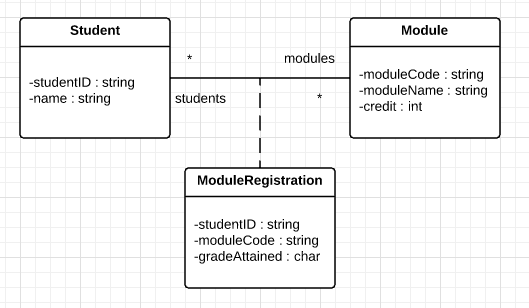 Student
-studentID : string
-name : string
*
modules
students
*
Module
-moduleCode : string
-moduleName : string
-credit : int
ModuleRegistration
-studentID : string
-moduleCode : string
-gradeAttained : char